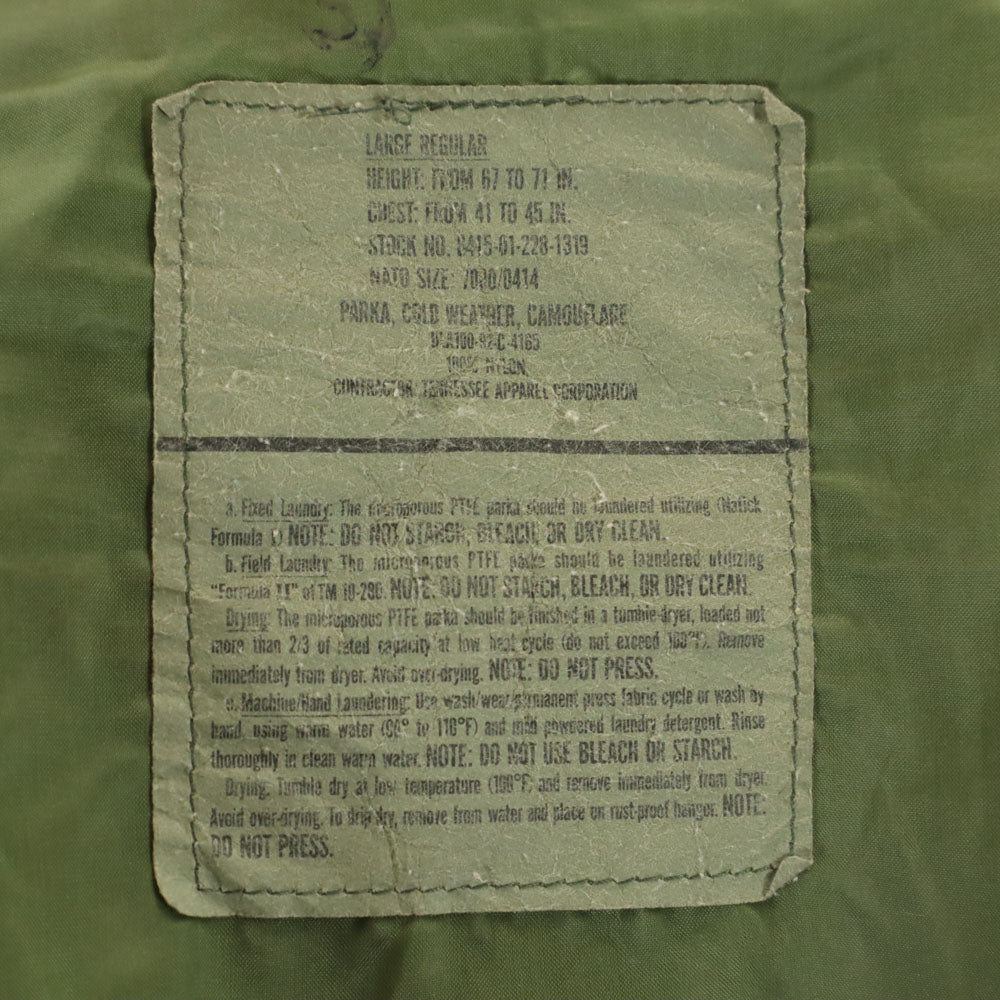 LARGE REGULAR
HEIGHT: FROM 67 TO 71 IN.
CHEST: FROM 41 TO 45 IN.
STOCK NO. 8415-01-228-1319
NATO SIZE: 7080/0414
PARKA, COLD WEATHER, CAMOUFLAGE
DLA100-92-C-4165
100% NYLON
CONTRACTOR: TENNESSEE APPAREL CORPORATION
a. Fixed Laundry: The microporous PTFE parka should be laundered utilizing (Natick
Formula NOTE: DO NOT STARCH, BLEACH, OR DRY CLEAN.
b. Field Laundry: The microporous PTFE parka should be laundered utilizing
"Formula II" of TM 10-280. NOTE: DO NOT STARCH, BLEACH, OR DRY CLEAN.
Drying: The microporous PTFE parka should be finished in a tumble-dryer, loaded not
more than 2/3 of rated capacity at low heat cycle (do not exceed 100°F). Remove
immediately from dryer. Avoid over-drying. NOTE: DO NOT PRESS.
c. Machine/Hand Laundering: Use wash/wear/permanent press fabric cycle or wash by
hand, using warm water (90° to 110°F) and mild powdered laundry detergent. Rinse
thoroughly in clean warm water. NOTE: DO NOT USE BLEACH OR STARCH.
Drying: Tumble dry at low temperature (100°F) and remove immediately from dryer.
Avoid over-drying. To drip dry, remove from water and place on rust-proof hanger. NOTE:
DO NOT PRESS.